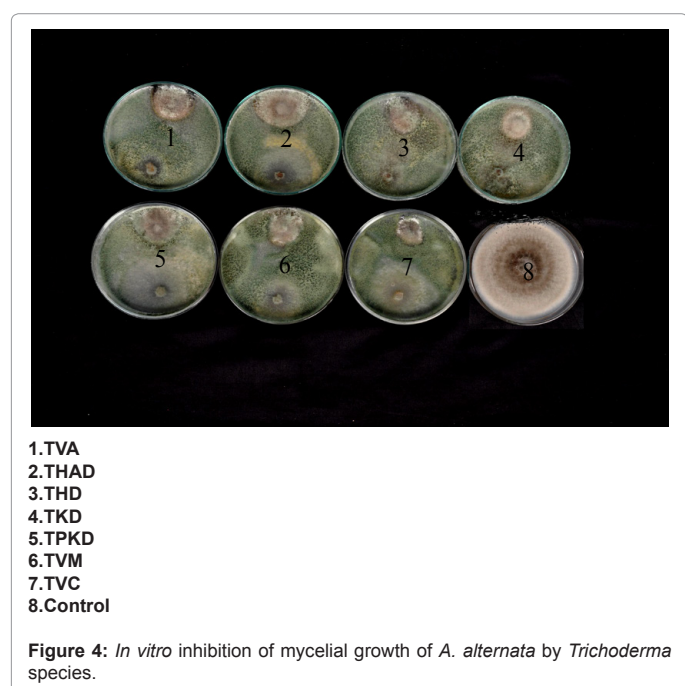 1
2
3
4
5
6
7
8
1.TVA
2.THAD
3.THD
4.TKD
5.TPKD
6.TVM
7.TVC
8.Control
Figure 4: In vitro inhibition of mycelial growth of A. alternata by Trichoderma
species.